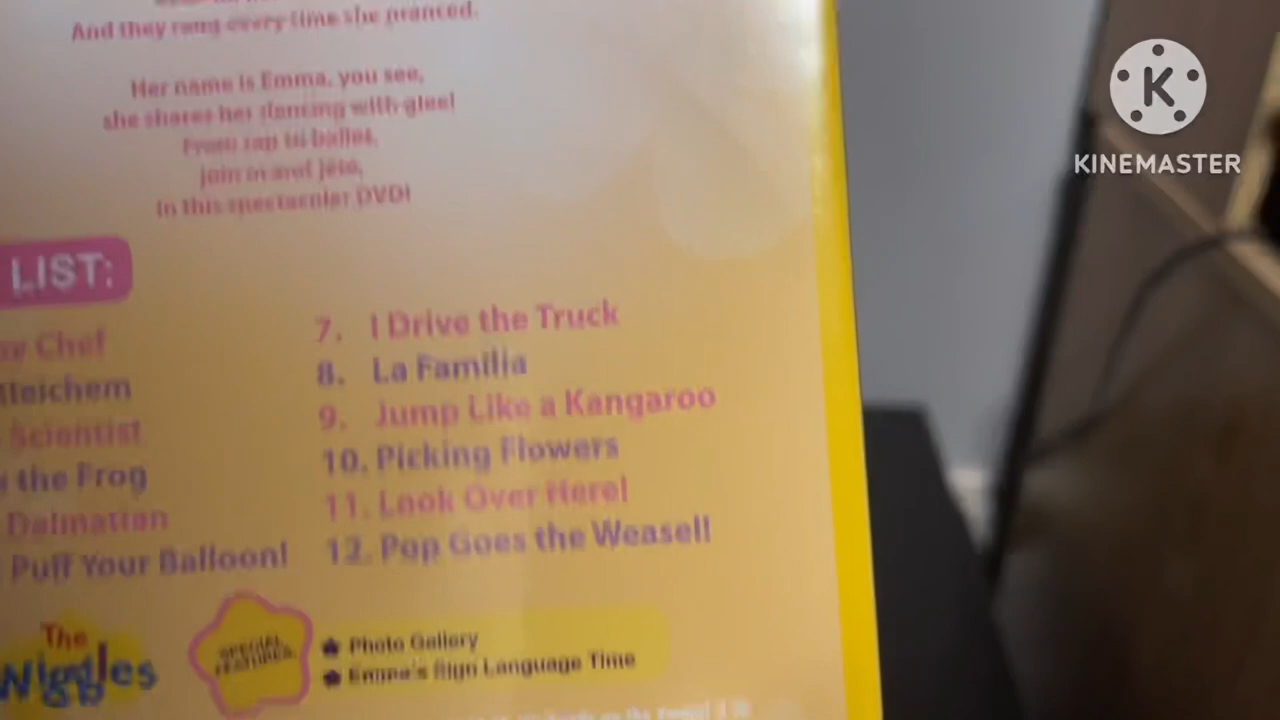 And they rang every time she pranced.
Her name is Emma, you see,
she shares her dancing with glee!
From tap to ballet,
join in and jeté,
in this spectacular DVD!
LIST:
Chef
Aleichem
Scientist
the Frog
Dalmatian
Puff Your Balloon!
7. I Drive the Truck
8. La Familia
9. Jump Like a Kangaroo
10. Picking Flowers
11. Look Over Here!
12. Pop Goes the Weasel!
The
Wiggles
SPECIAL
FEATURES
Photo Gallery
Emma's Sign Language Time
K
KINEMASTER